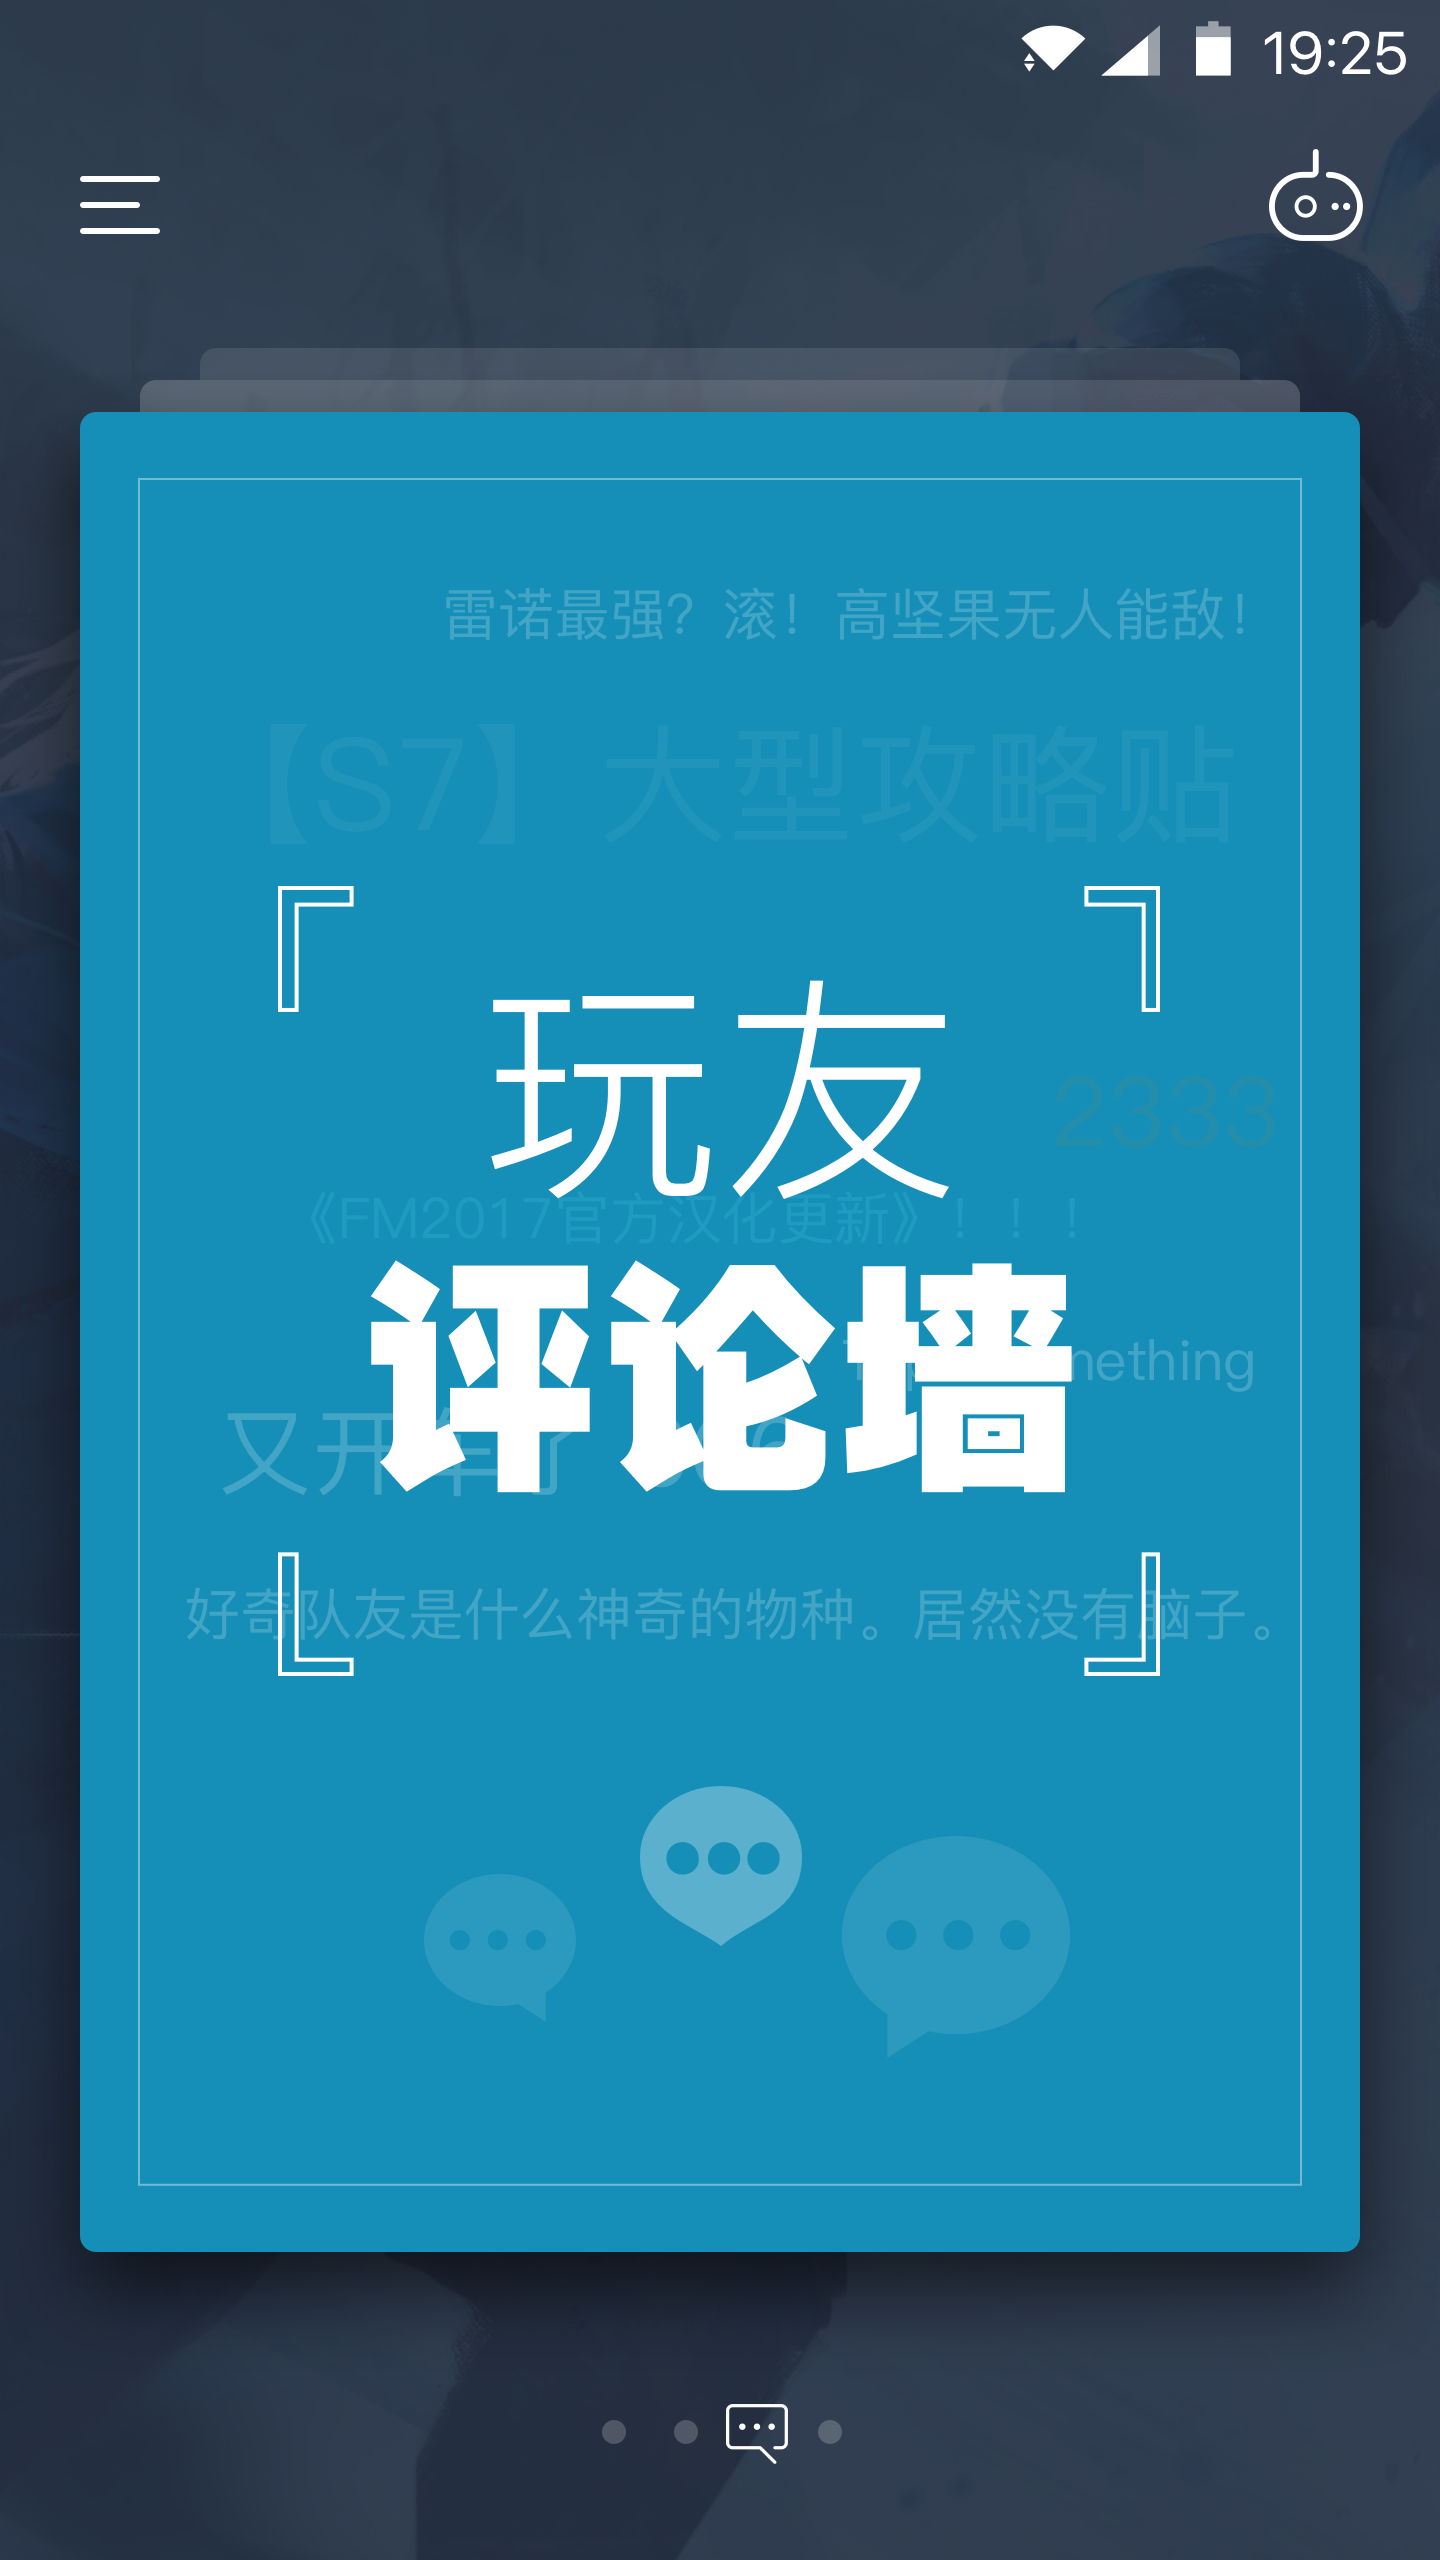 19:25
雷诺最强？滚！高坚果无人能敌！
【S7】大型攻略贴
玩友
2333
《FM2017官方汉化更新》！！！
评论墙
又开车了
好奇队友是什么神奇的物种。居然没有脑子。